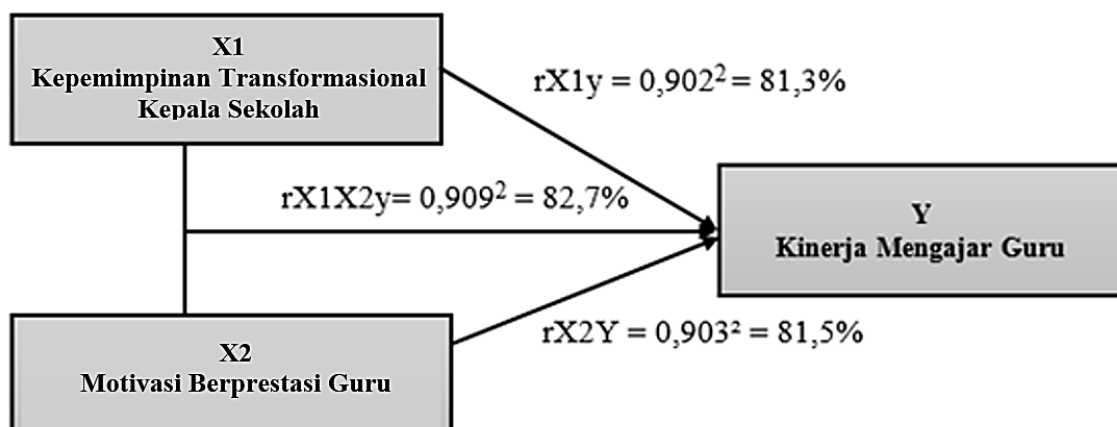 X1
Kepemimpinan Transformasional
Kepala Sekolah
rX1y = 0,902² = 81,3%
rX1X2y= 0,909² = 82,7%
Y
Kinerja Mengajar Guru
rX2Y = 0,903² = 81,5%
X2
Motivasi Berprestasi Guru